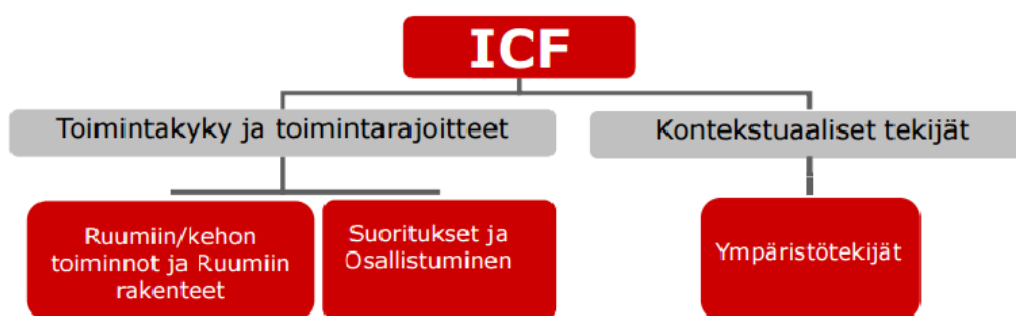 ICF
Toimintakyky ja toimintarajoitteet
Kontekstuaaliset tekijät
Ruumiin/kehon
toiminnot ja Ruumiin
rakenteet
Suoritukset ja
Osallistuminen
Ympäristötekijät